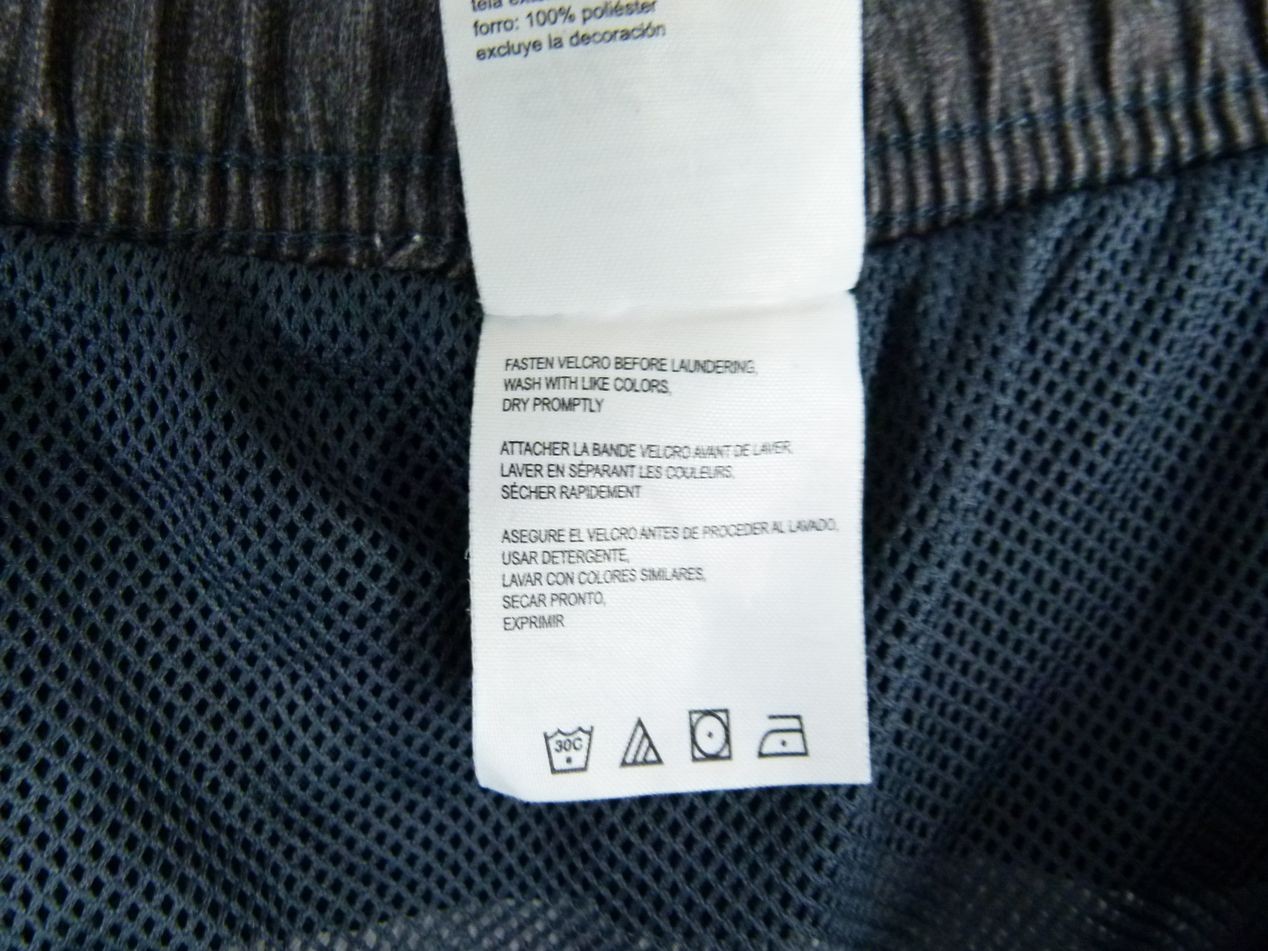 forro: 100% poliéster
excluye la decoración
FASTEN VELCRO BEFORE LAUNDERING,
WASH WITH LIKE COLORS,
DRY PROMPTLY
ATTACHER LA BANDE VELCRO AVANT DE LAVER,
LAVER EN SÉPARANT LES COULEURS,
SÉCHER RAPIDEMENT
ASEGURE EL VELCRO ANTES DE PROCEDER AL LAVADO,
USAR DETERGENTE,
LAVAR CON COLORES SIMILARES,
SECAR PRONTO,
EXPRIMIR
30C